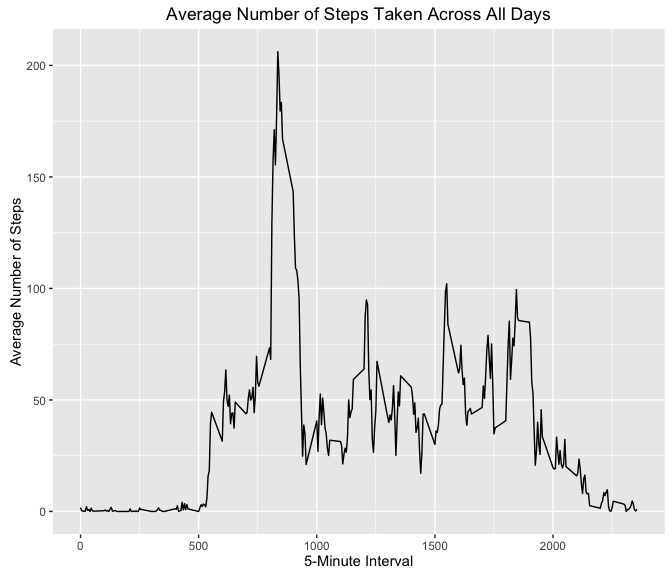 Average Number of Steps Taken Across All Days
200
150
100
50
0
Average Number of Steps
0 500 1000 1500 2000
5-Minute Interval